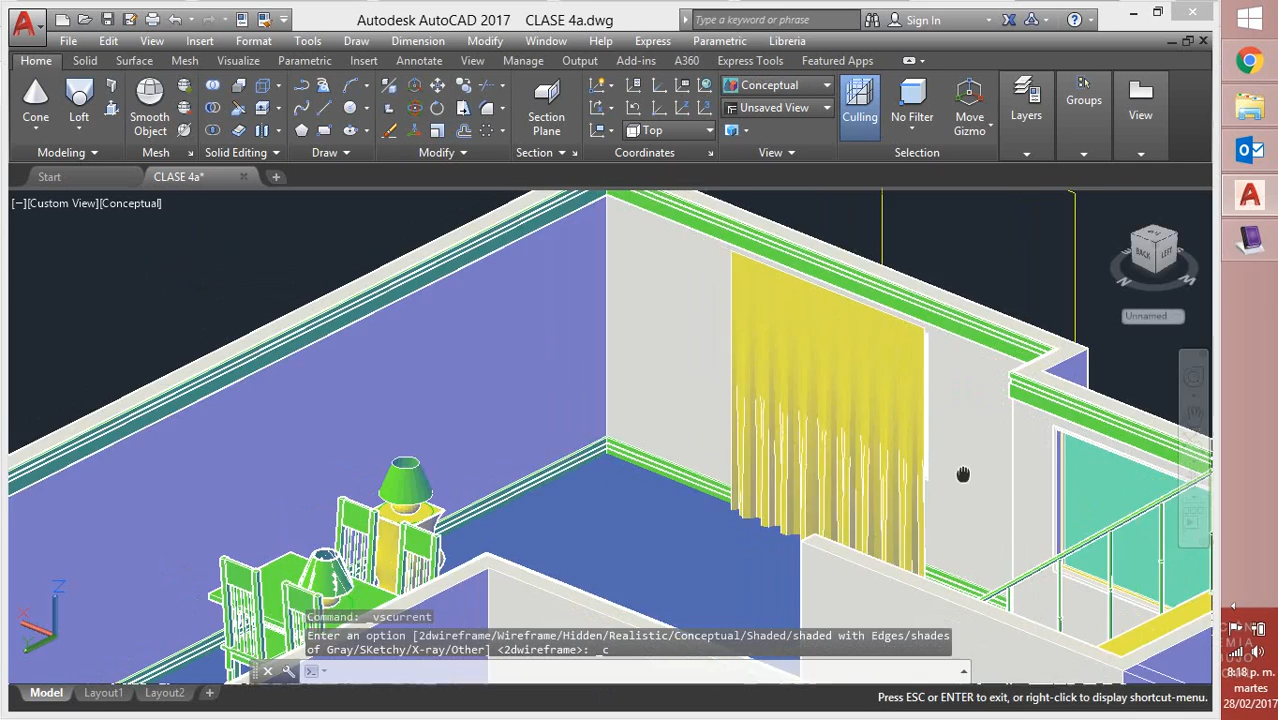 Autodesk AutoCAD 2017 CLASE 4a.dwg
Type a keyword or phrase
Sign In
File Edit View Insert Format Tools Draw Dimension Modify Window Help Express Parametric Libreria
Home Solid Surface Mesh Visualize Parametric Insert Annotate View Manage Output Add-ins A360 Express Tools Featured Apps
Cone
Loft
Smooth
Object
Section
Plane
Conceptual
Unsaved View
Top
Culling
No Filter
Move
Gizmo
Layers
Groups
View
Modeling Mesh Solid Editing Draw Modify Section Coordinates View Selection
Start CLASE 4a*
[−][Custom View][Conceptual]
BACK LEFT
N W
Unnamed
Z
X
Y
Command: _vscurrent
Enter an option [2dwireframe/Wireframe/Hidden/Realistic/Conceptual/Shaded/shaded with Edges/shades
of Gray/SKetchy/X-ray/Other] <2dwireframe>: _c
Model Layout1 Layout2
Press ESC or ENTER to exit, or right-click to display shortcut-menu.
8:18 p. m.
martes
28/02/2017